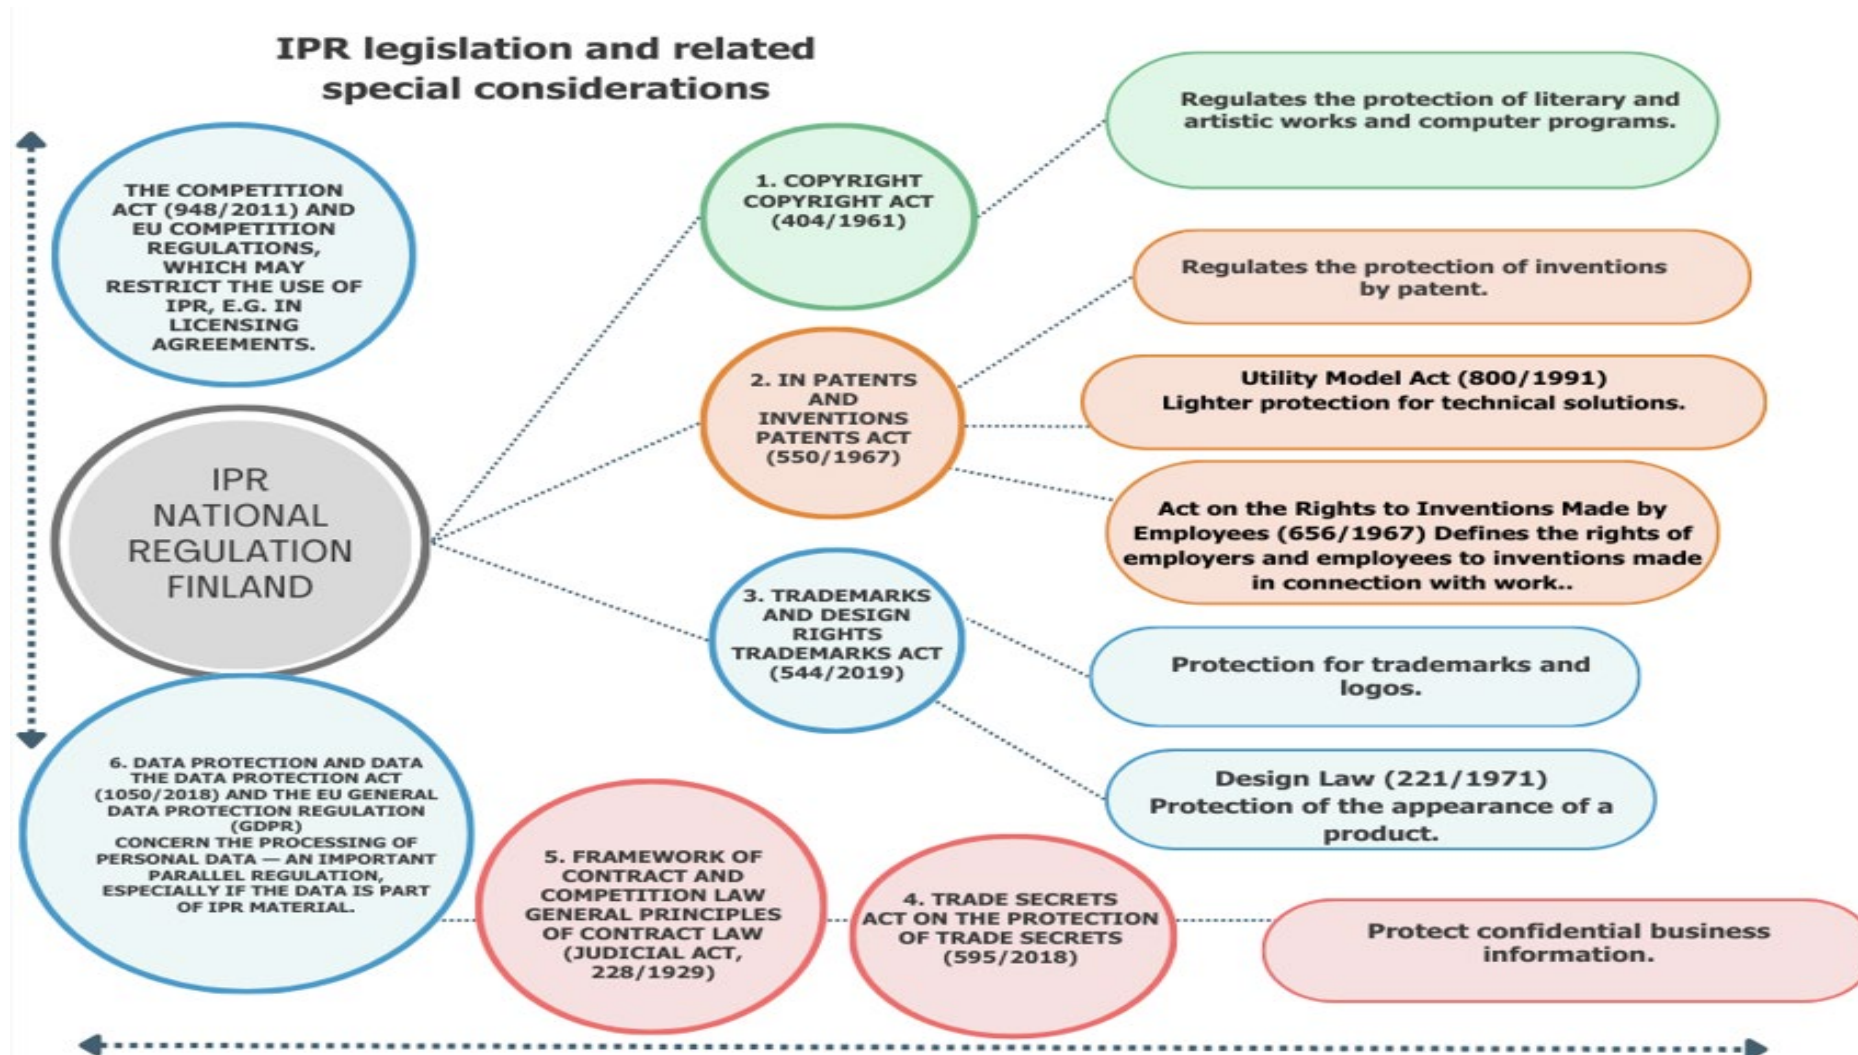 IPR legislation and related
special considerations
THE COMPETITION
ACT (948/2011) AND
EU COMPETITION
REGULATIONS,
WHICH MAY
RESTRICT THE USE OF
IPR, E.G. IN
LICENSING
AGREEMENTS.
IPR
NATIONAL
REGULATION
FINLAND
1. COPYRIGHT
COPYRIGHT ACT
(404/1961)
Regulates the protection of literary and
artistic works and computer programs.
2. IN PATENTS
AND
INVENTIONS
PATENTS ACT
(550/1967)
Regulates the protection of inventions
by patent.
Utility Model Act (800/1991)
Lighter protection for technical solutions.
Act on the Rights to Inventions Made by
Employees (656/1967) Defines the rights of
employers and employees to inventions made
in connection with work..
3. TRADEMARKS
AND DESIGN
RIGHTS
TRADEMARKS ACT
(544/2019)
Protection for trademarks and
logos.
Design Law (221/1971)
Protection of the appearance of a
product.
4. TRADE SECRETS
ACT ON THE PROTECTION
OF TRADE SECRETS
(595/2018)
Protect confidential business
information.
5. FRAMEWORK OF
CONTRACT AND
COMPETITION LAW
GENERAL PRINCIPLES
OF CONTRACT LAW
(JUDICIAL ACT,
228/1929)
6. DATA PROTECTION AND DATA
THE DATA PROTECTION ACT
(1050/2018) AND THE EU GENERAL
DATA PROTECTION REGULATION
(GDPR)
CONCERN THE PROCESSING OF
PERSONAL DATA — AN IMPORTANT
PARALLEL REGULATION,
ESPECIALLY IF THE DATA IS PART
OF IPR MATERIAL.